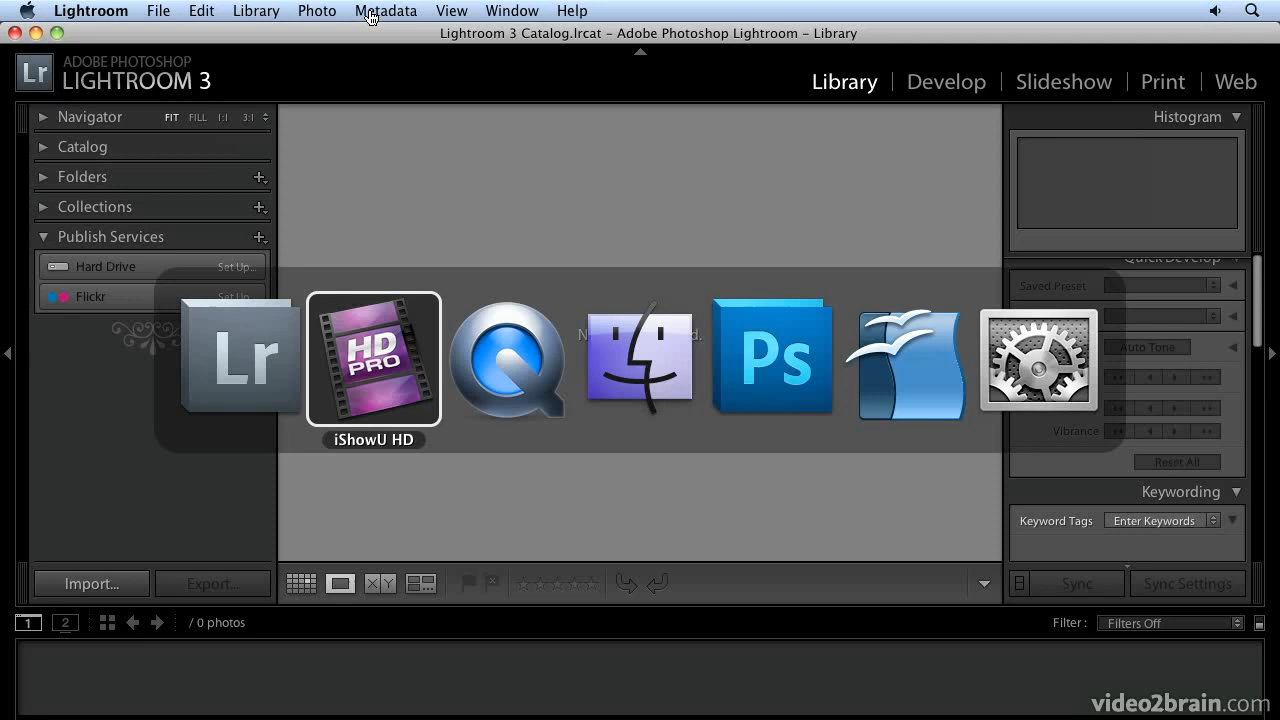 Lightroom File Edit Library Photo Metadata View Window Help
Lightroom 3 Catalog.lrcat – Adobe Photoshop Lightroom – Library
Lr ADOBE PHOTOSHOP
LIGHTROOM 3
Library Develop Slideshow Print Web
Navigator FIT FILL 1:1 3:1
Histogram
Catalog
Folders
Collections
Publish Services
Hard Drive Set Up...
Quick Develop
Saved Preset
Flickr Set Up...
Auto Tone
Lr HD PRO Ps
iShowU HD
Vibrance
Reset All
Keywording
Keyword Tags Enter Keywords
Import... Export...
XY
Sync Sync Settings
1 2 / 0 photos Filter : Filters Off
video2brain.com